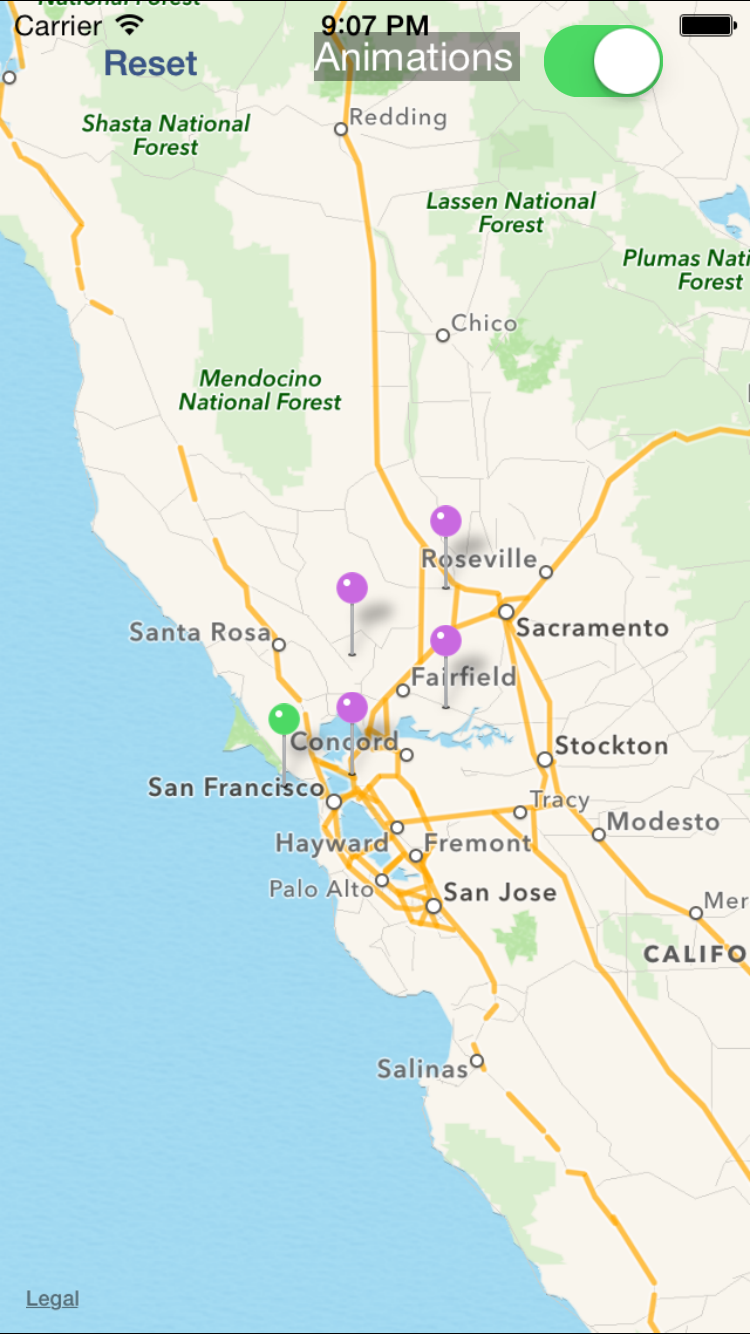 National Forest
Carrier 9:07 PM
Reset Animations
Redding
Shasta National
Forest
Lassen National
Forest
Plumas Nati
Forest
Chico
Mendocino
National Forest
Roseville
Santa Rosa
Sacramento
Fairfield
Concord
Stockton
San Francisco
Tracy
Modesto
Hayward
Fremont
Palo Alto
San Jose
Mer
CALIFO
Salinas
Legal